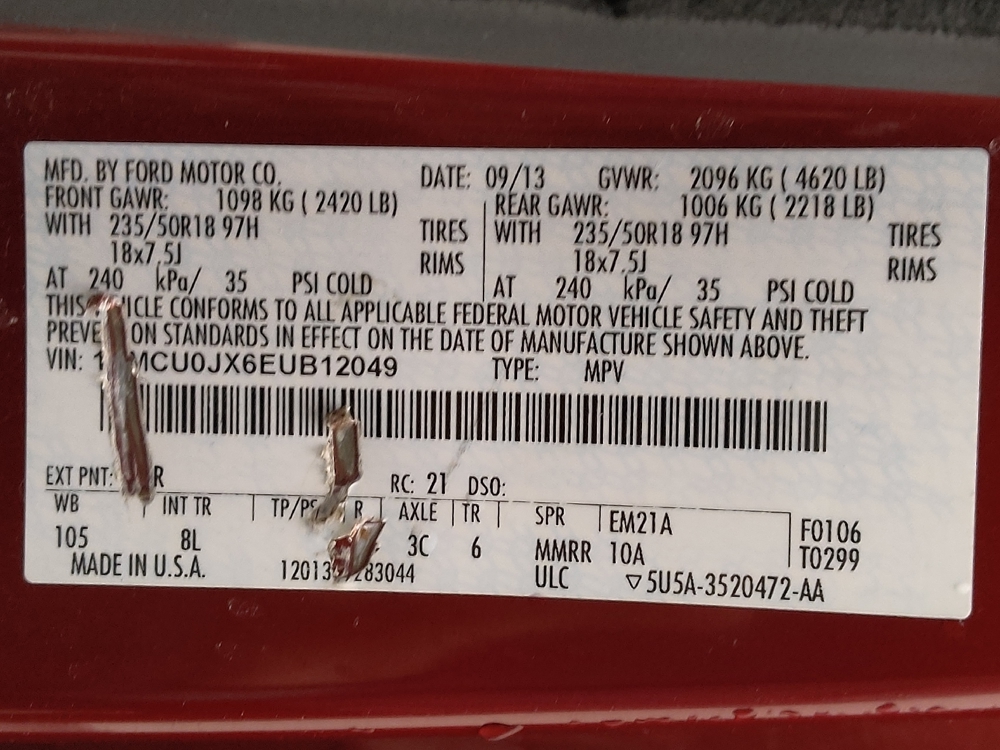 MFD. BY FORD MOTOR CO. DATE: 09/13 GVWR: 2096 KG ( 4620 LB)
FRONT GAWR: 1098 KG ( 2420 LB) REAR GAWR: 1006 KG ( 2218 LB)
WITH 235/50R18 97H TIRES WITH 235/50R18 97H TIRES
18x7.5J RIMS 18x7.5J RIMS
AT 240 kPa/ 35 PSI COLD AT 240 kPa/ 35 PSI COLD
THIS CONFORMS TO ALL APPLICABLE FEDERAL MOTOR VEHICLE SAFETY AND THEFT
ON STANDARDS IN EFFECT ON THE DATE OF MANUFACTURE SHOWN ABOVE.
VIN: MCU0JX6EUB12049 TYPE: MPV
EXT PNT: R RC: 21 DSO:
WB INT TR R AXLE TR SPR EM21A F0106
105 8L 3C 6 MMRR 10A T0299
MADE IN U.S.A. ULC ▽5U5A-3520472-AA